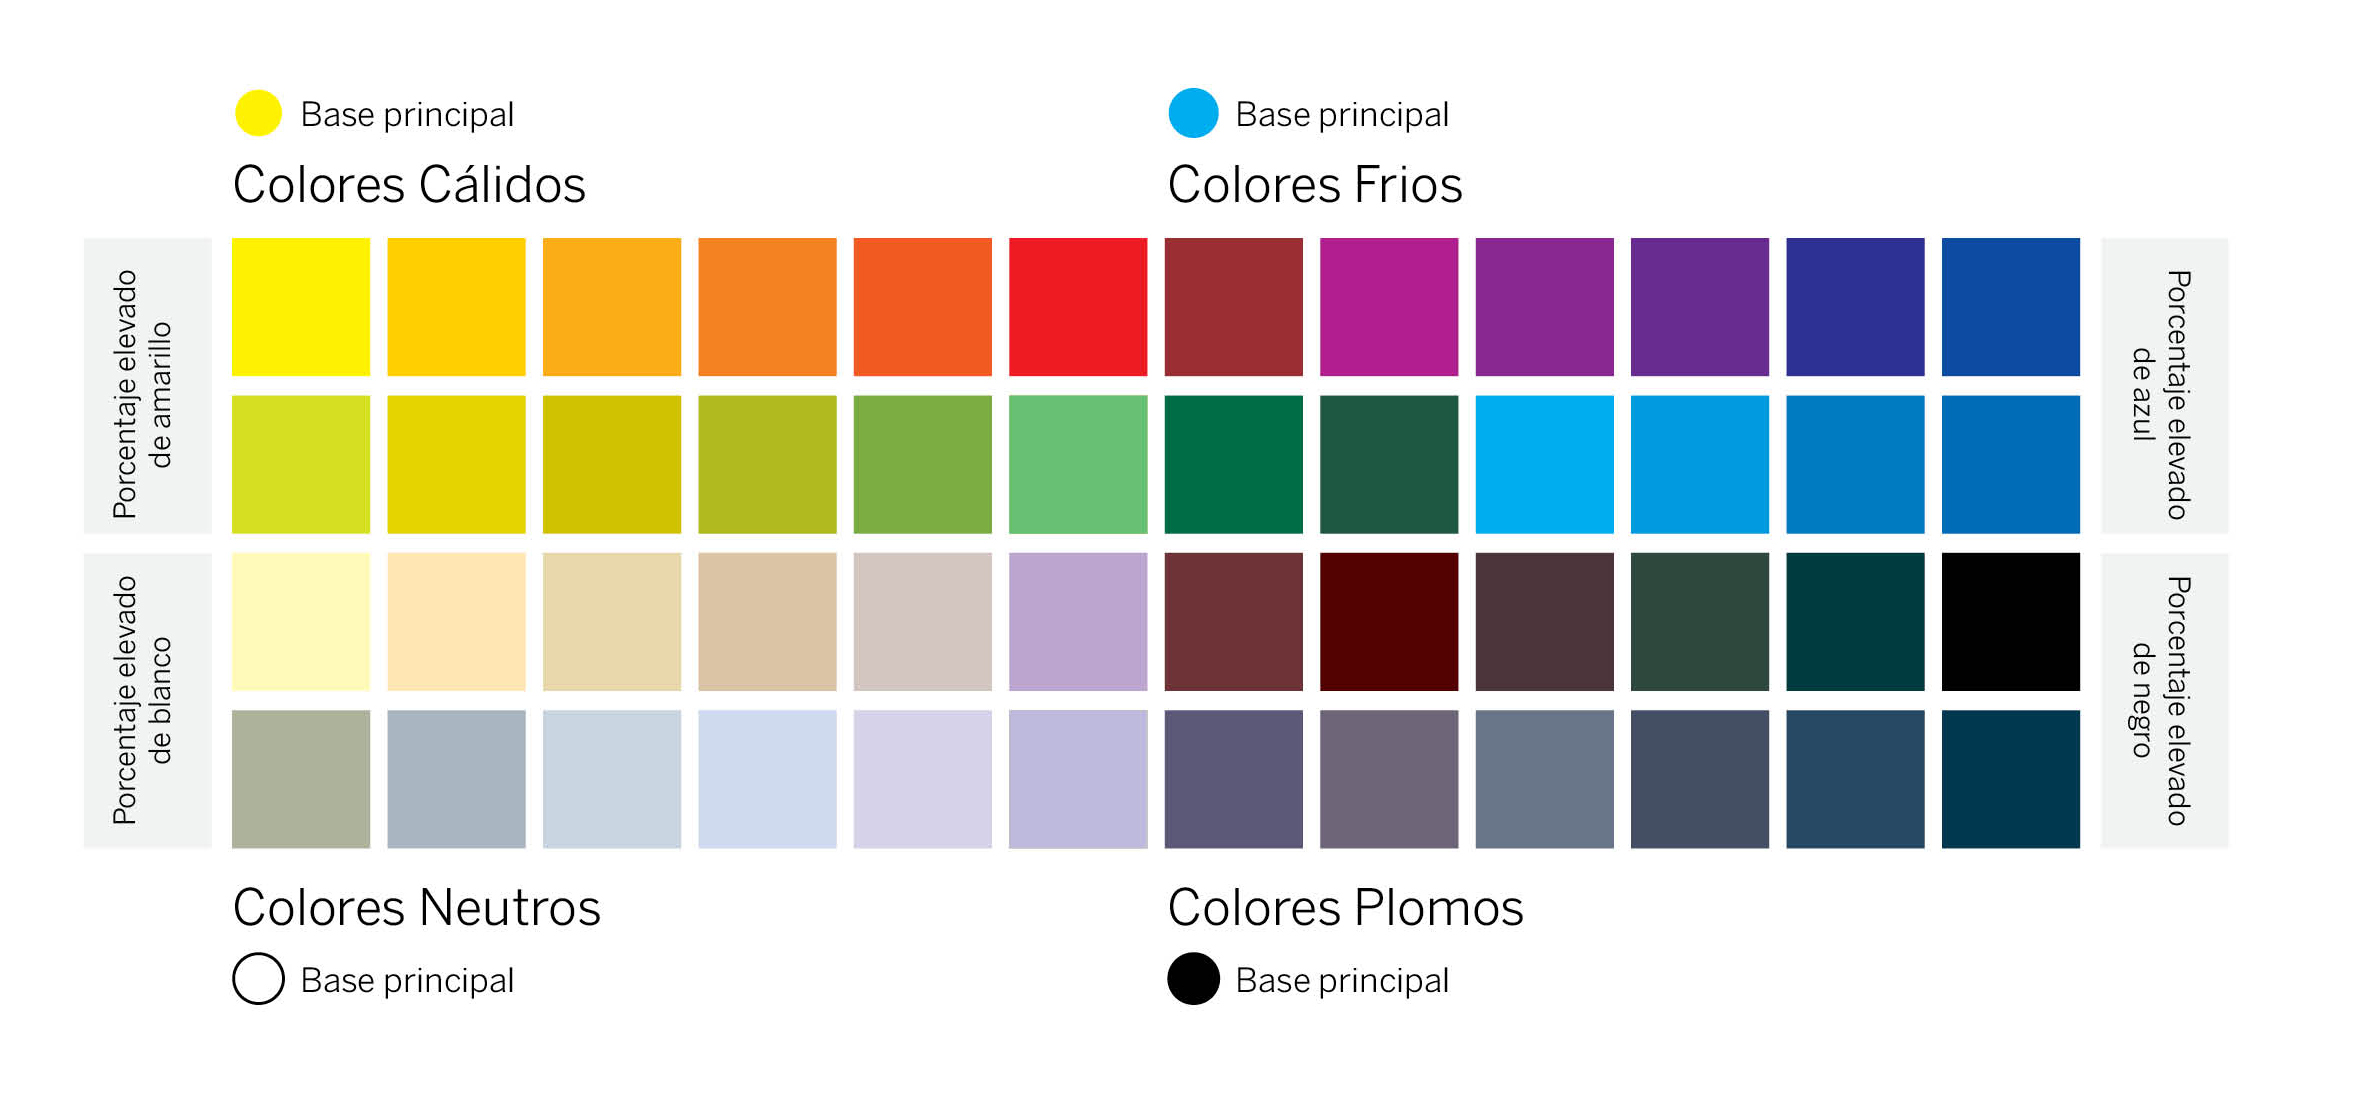 Base principal
Colores Cálidos
Base principal
Colores Frios
Porcentaje elevado
de amarillo
Porcentaje elevado
de azul
Porcentaje elevado
de blanco
Porcentaje elevado
de negro
Colores Neutros
Base principal
Colores Plomos
Base principal